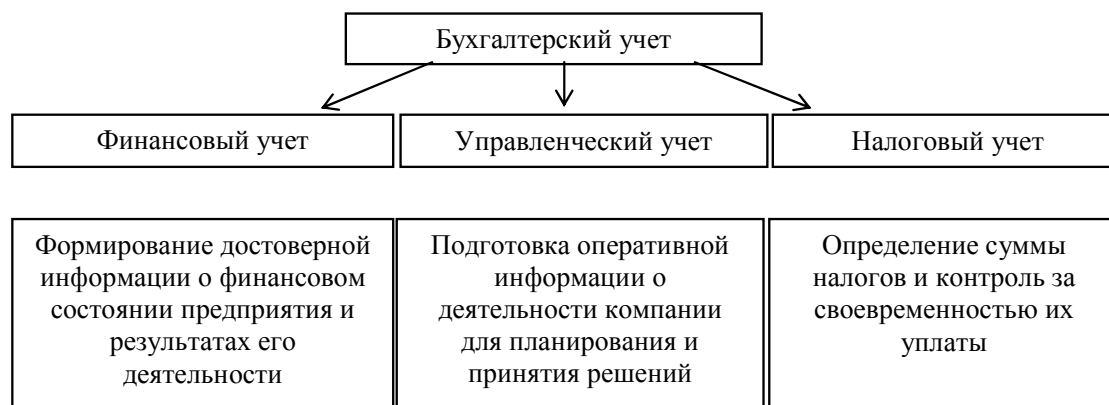 Бухгалтерский учет
Финансовый учет
Управленческий учет
Налоговый учет
Формирование достоверной
информации о финансовом
состоянии предприятия и
результатах его
деятельности
Подготовка оперативной
информации о
деятельности компании
для планирования и
принятия решений
Определение суммы
налогов и контроль за
своевременностью их
уплаты